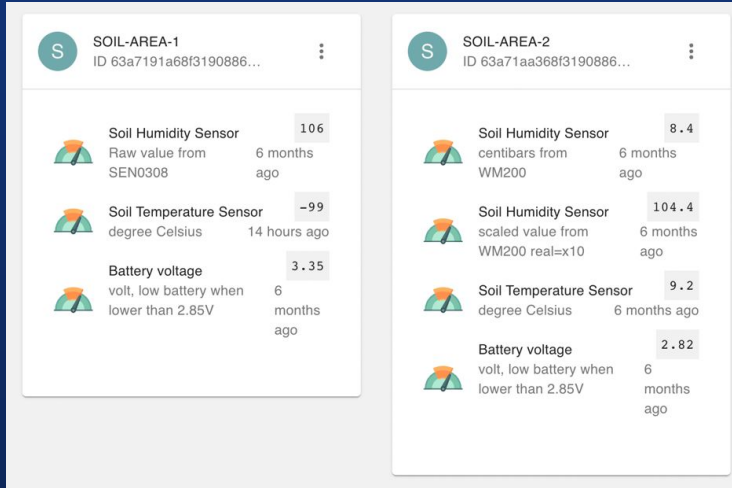 S
SOIL-AREA-1
ID 63a7191a68f3190886…
Soil Humidity Sensor 106
Raw value from 6 months
SEN0308 ago
Soil Temperature Sensor -99
degree Celsius 14 hours ago
Battery voltage 3.35
volt, low battery when 6
lower than 2.85V months
ago
S
SOIL-AREA-2
ID 63a71aa368f3190886…
Soil Humidity Sensor 8.4
centibars from 6 months
WM200 ago
Soil Humidity Sensor 104.4
scaled value from 6 months
WM200 real=x10 ago
Soil Temperature Sensor 9.2
degree Celsius 6 months ago
Battery voltage 2.82
volt, low battery when 6
lower than 2.85V months
ago